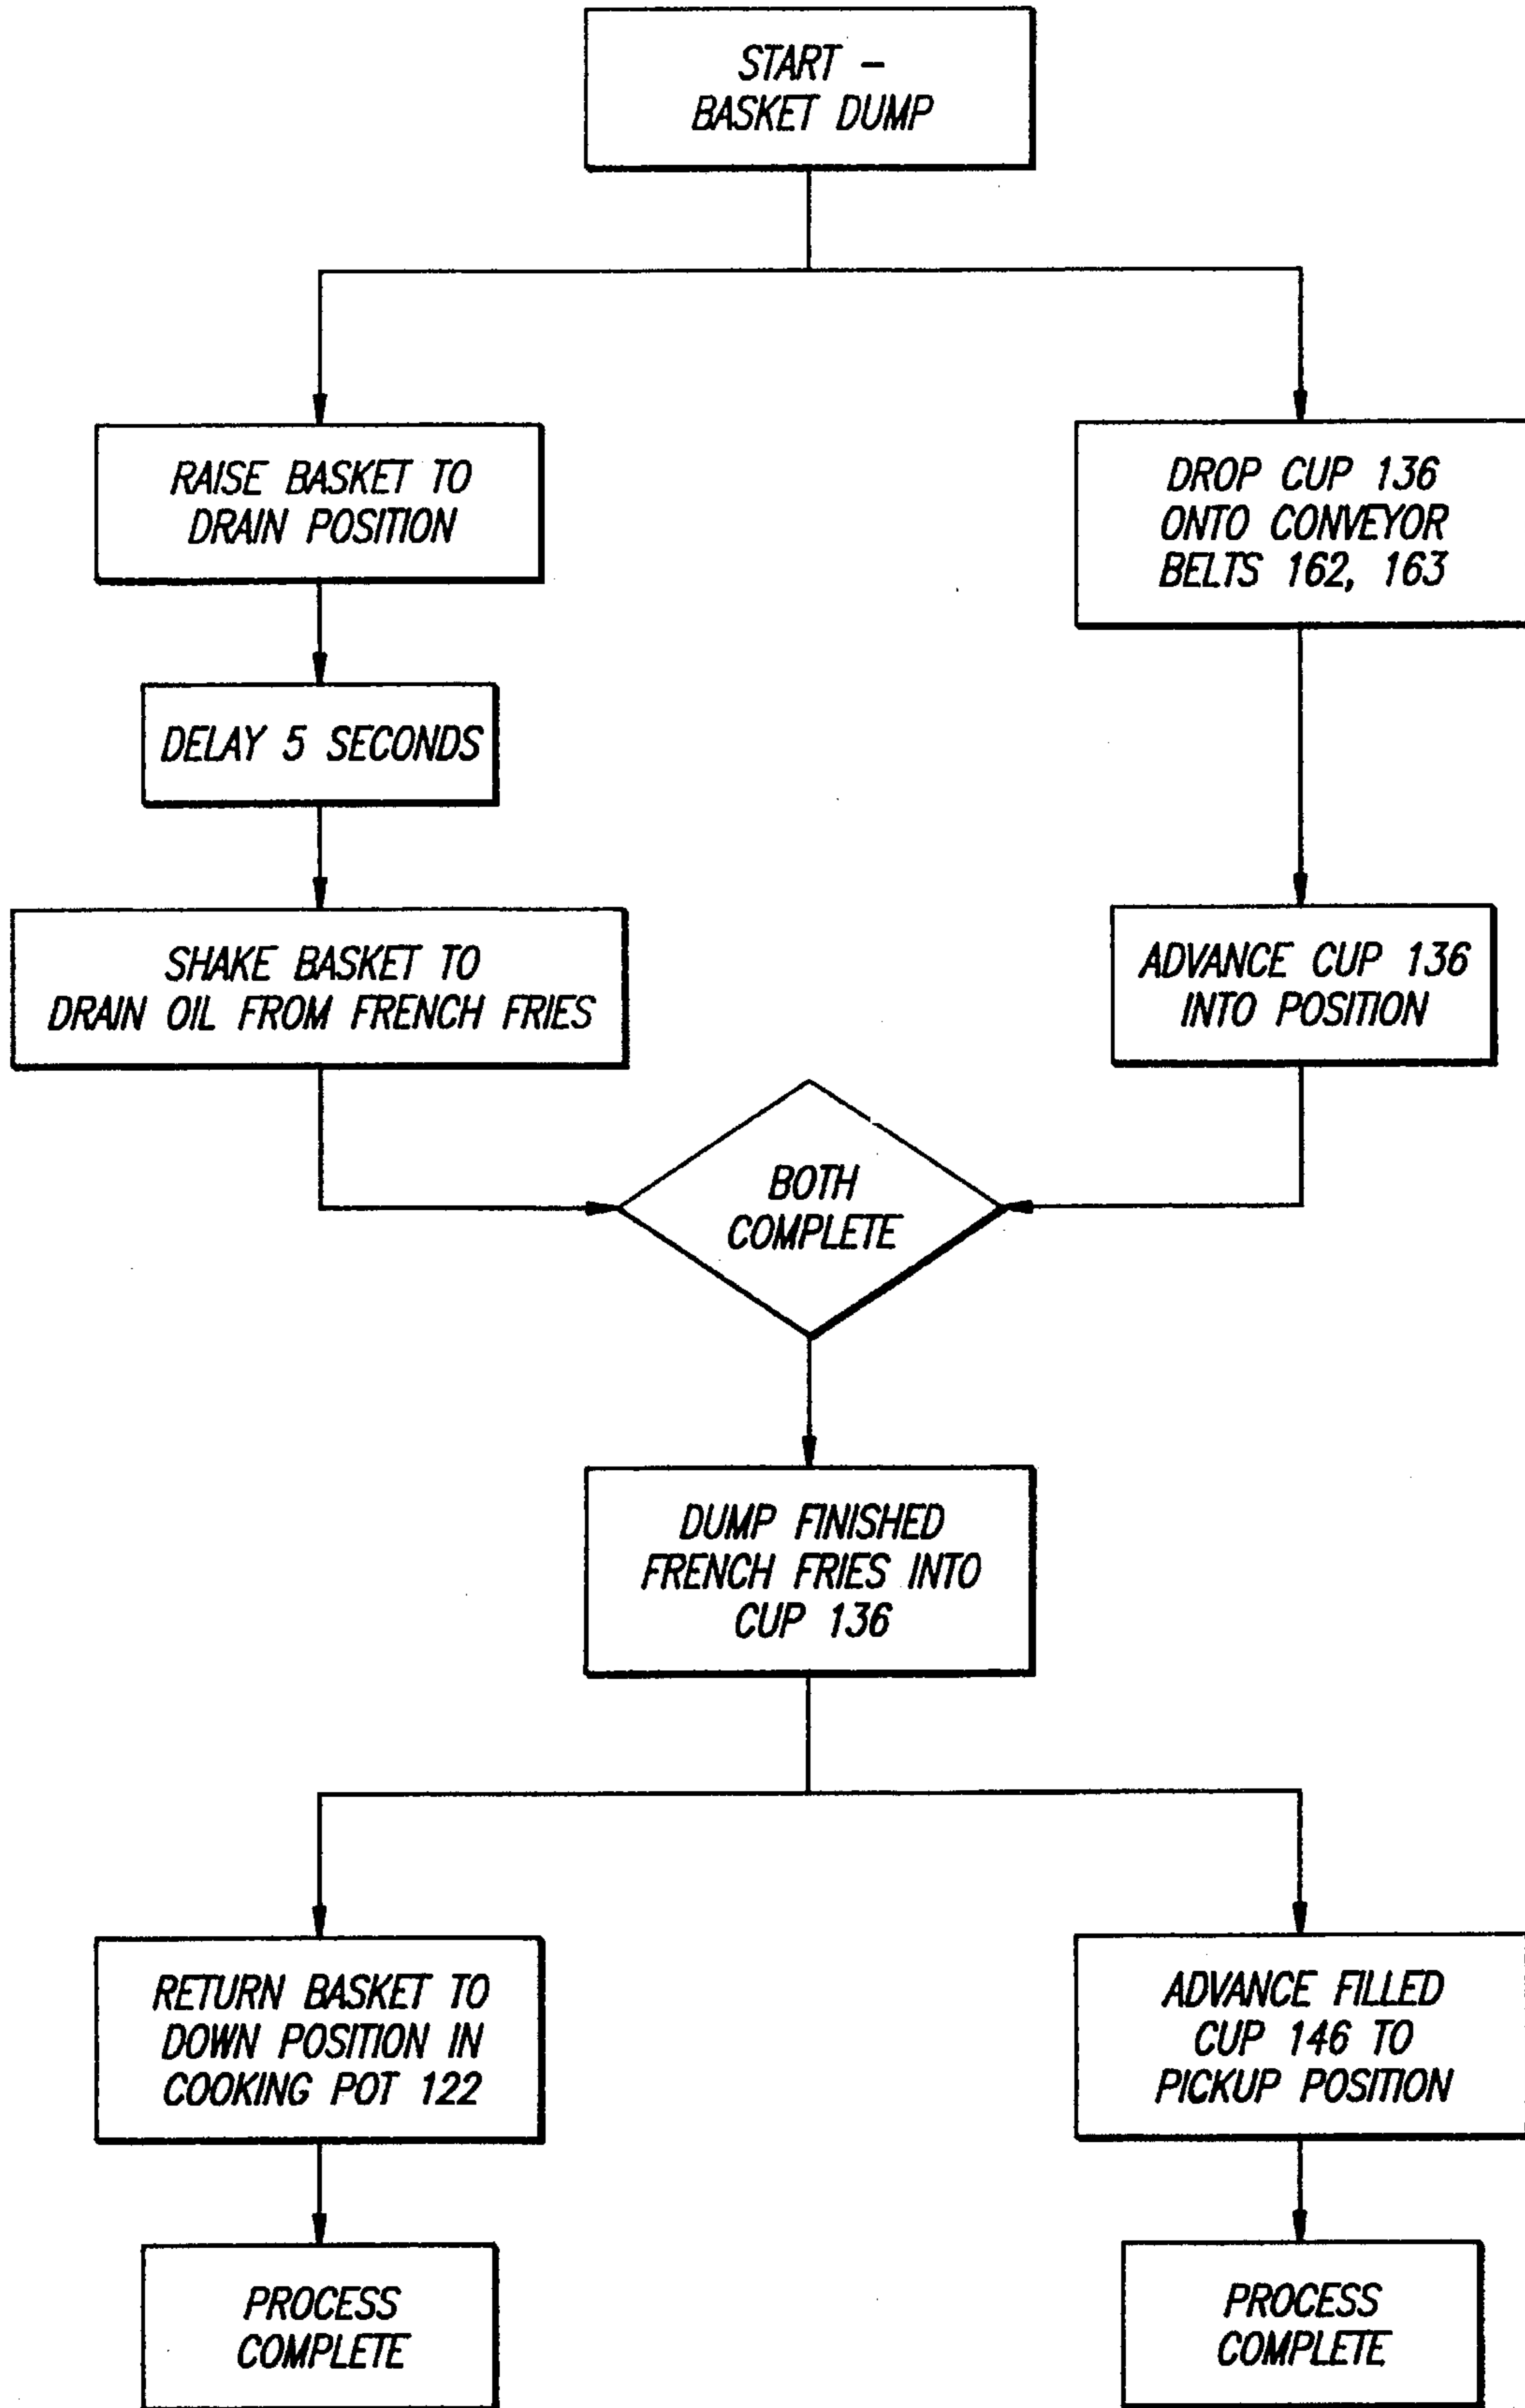 START –
BASKET DUMP
RAISE BASKET TO
DRAIN POSITION
DROP CUP 136
ONTO CONVEYOR
BELTS 162, 163
DELAY 5 SECONDS
SHAKE BASKET TO
DRAIN OIL FROM FRENCH FRIES
ADVANCE CUP 136
INTO POSITION
BOTH
COMPLETE
DUMP FINISHED
FRENCH FRIES INTO
CUP 136
RETURN BASKET TO
DOWN POSITION IN
COOKING POT 122
ADVANCE FILLED
CUP 146 TO
PICKUP POSITION
PROCESS
COMPLETE
PROCESS
COMPLETE